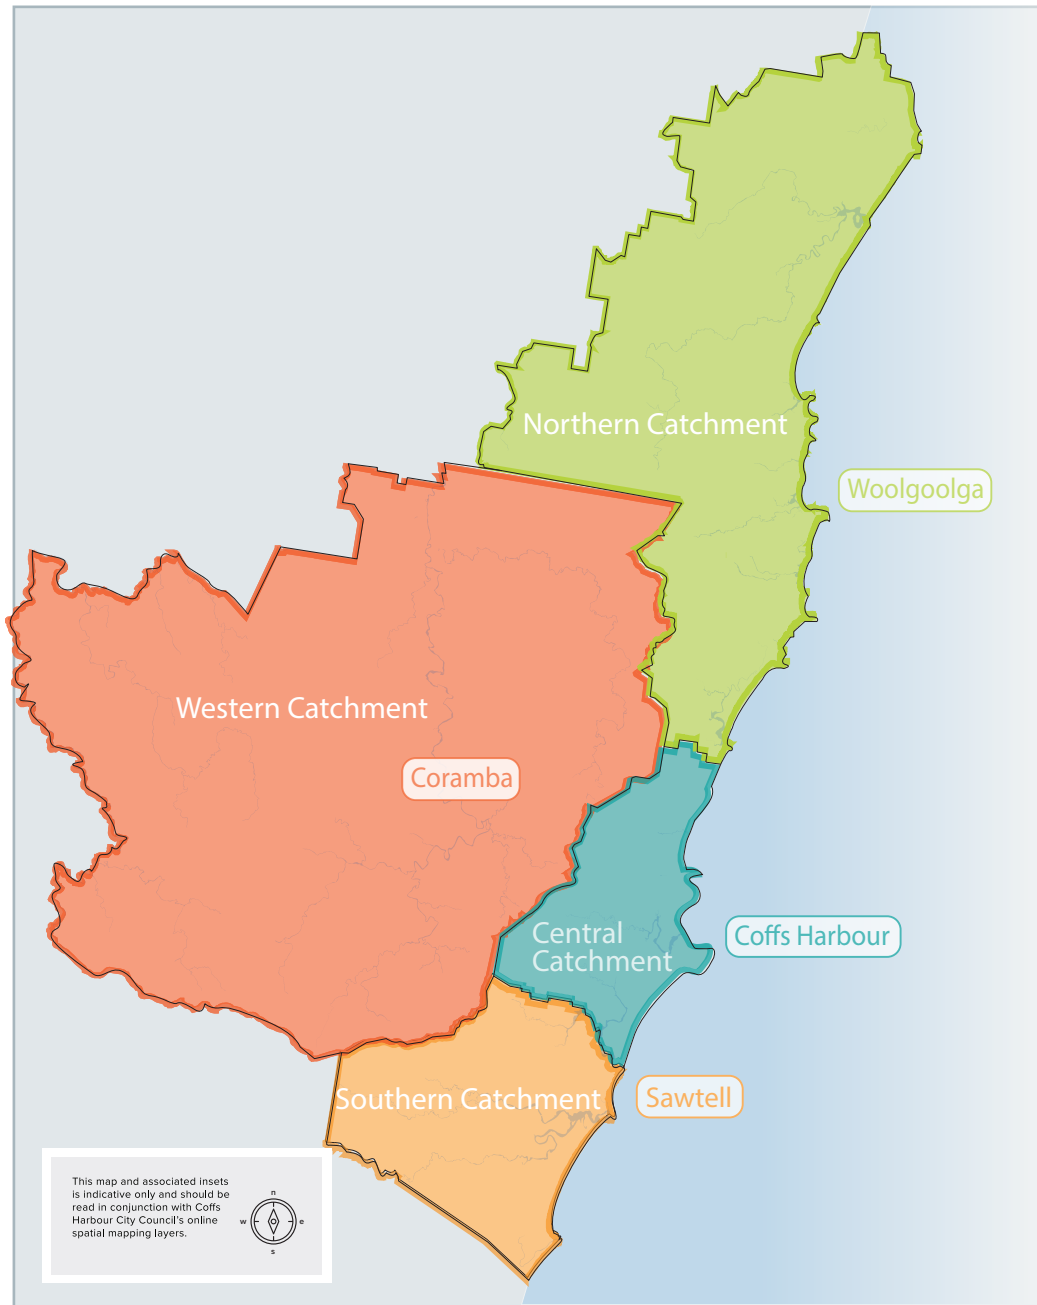 Northern Catchment
Woolgoolga
Western Catchment
Coramba
Central
Catchment
Coffs Harbour
Southern Catchment
Sawtell
This map and associated insets
is indicative only and should be
read in conjunction with Coffs
Harbour City Council's online
spatial mapping layers.
n
w
e
s